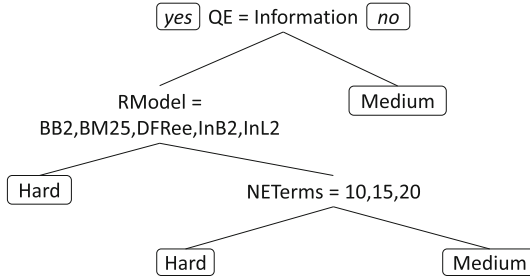 yes QE = Information no
RModel =
BB2,BM25,DFRee,InB2,InL2
Medium
Hard
NETerms = 10,15,20
Hard
Medium